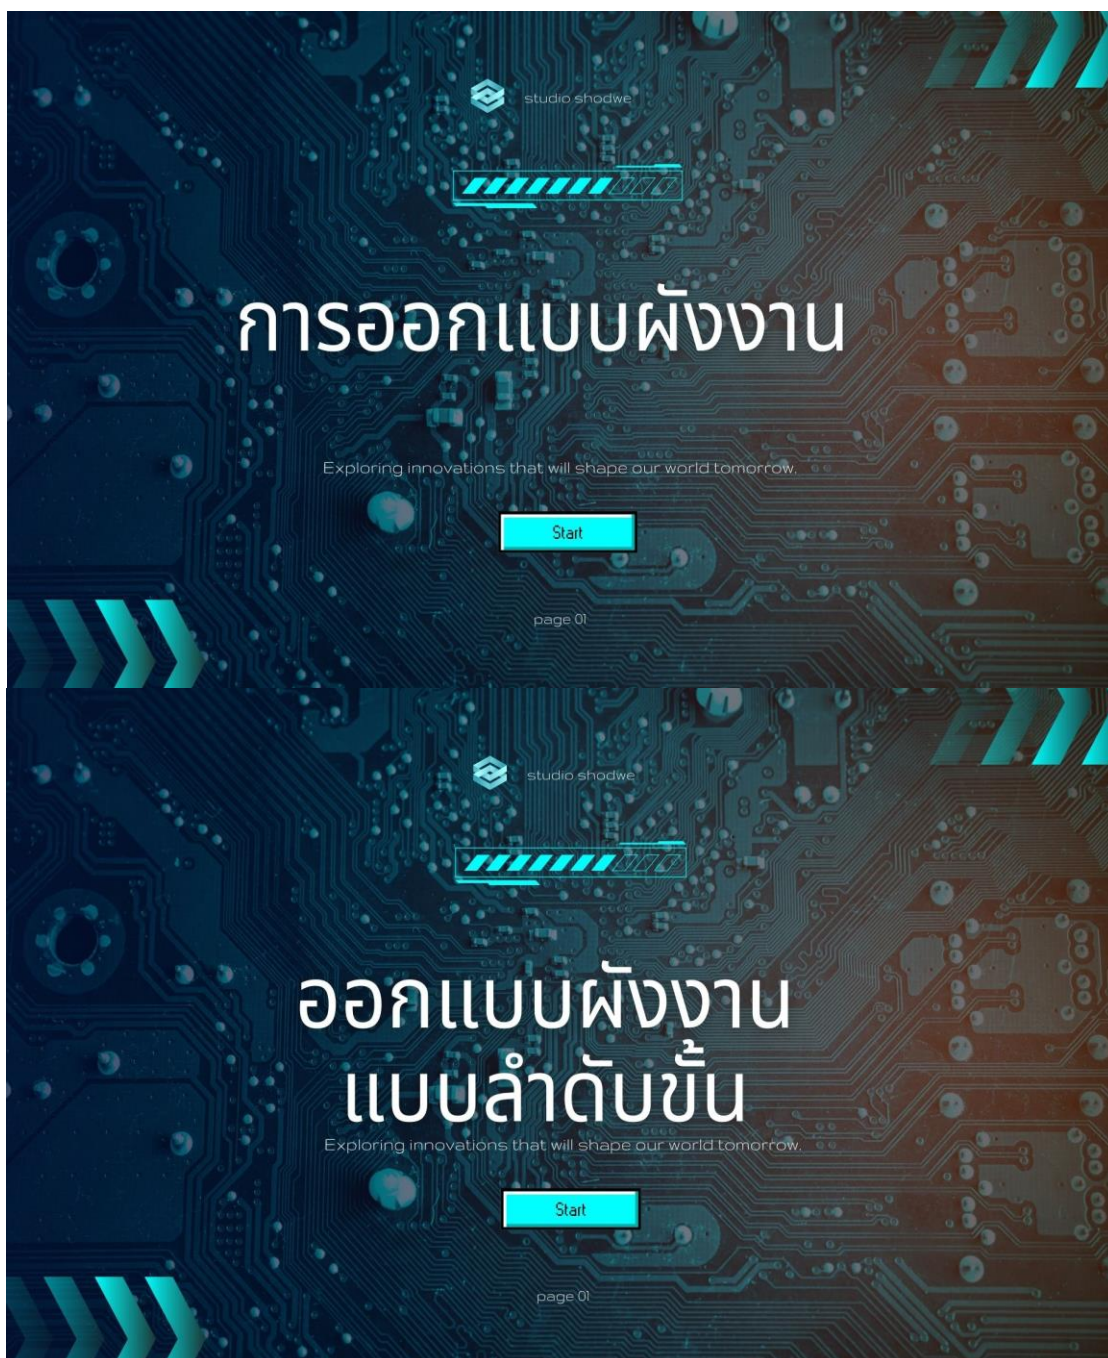 studio shodwe
การออกแบบผังงาน
Exploring innovations that will shape our world tomorrow.
Start
page 01
studio shodwe
ออกแบบผังงาน
แบบลำดับขั้น
Exploring innovations that will shape our world tomorrow.
Start
page 01